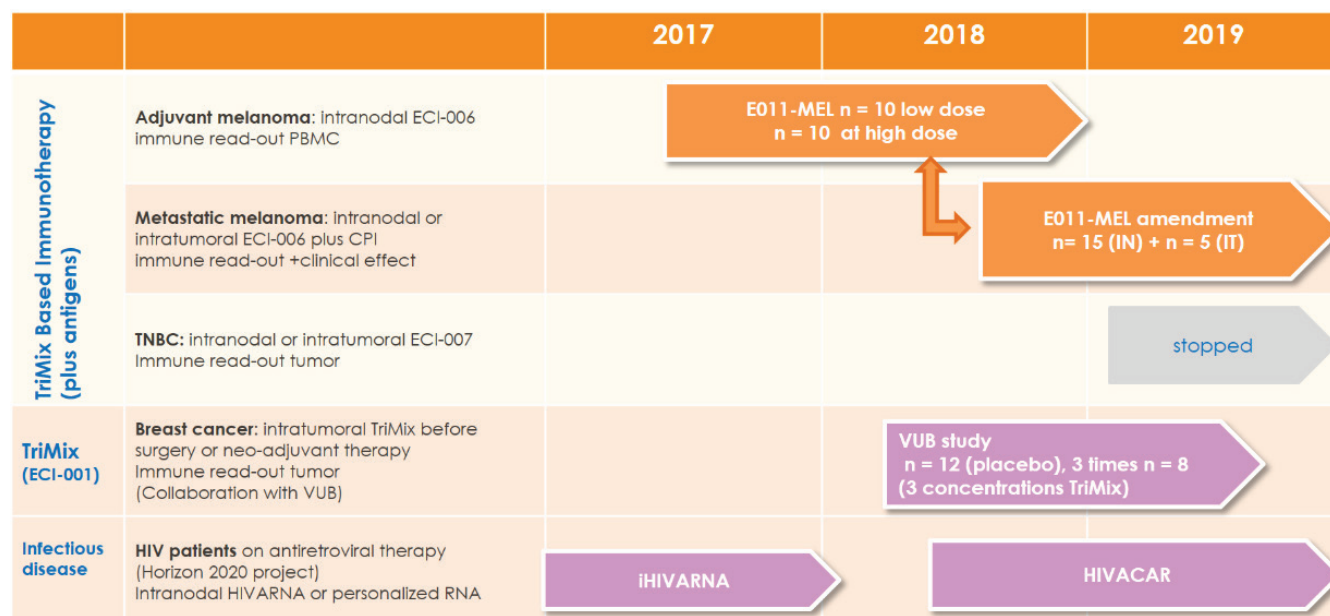 2017
2018
2019
TriMix Based Immunotherapy
(plus antigens)
Adjuvant melanoma: intranodal ECI-006
immune read-out PBMC
E011-MEL n = 10 low dose
n = 10 at high dose
Metastatic melanoma: intranodal or
intratumoral ECI-006 plus CPI
immune read-out +clinical effect
E011-MEL amendment
n= 15 (IN) + n = 5 (IT)
TNBC: intranodal or intratumoral ECI-007
Immune read-out tumor
stopped
TriMix
(ECI-001)
Breast cancer: intratumoral TriMix before
surgery or neo-adjuvant therapy
Immune read-out tumor
(Collaboration with VUB)
VUB study
n = 12 (placebo), 3 times n = 8
(3 concentrations TriMix)
Infectious
disease
HIV patients on antiretroviral therapy
(Horizon 2020 project)
Intranodal HIVARNA or personalized RNA
iHIVARNA
HIVACAR